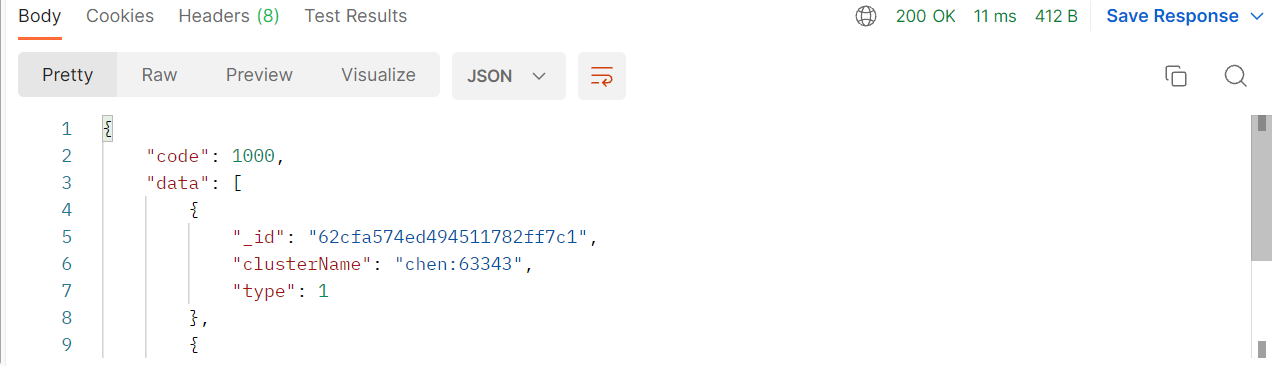 Body Cookies Headers (8) Test Results 200 OK 11 ms 412 B Save Response
Pretty Raw Preview Visualize JSON
1 {
2 "code": 1000,
3 "data": [
4 {
5 "_id": "62cfa574ed494511782ff7c1",
6 "clusterName": "chen:63343",
7 "type": 1
8 },
9 {